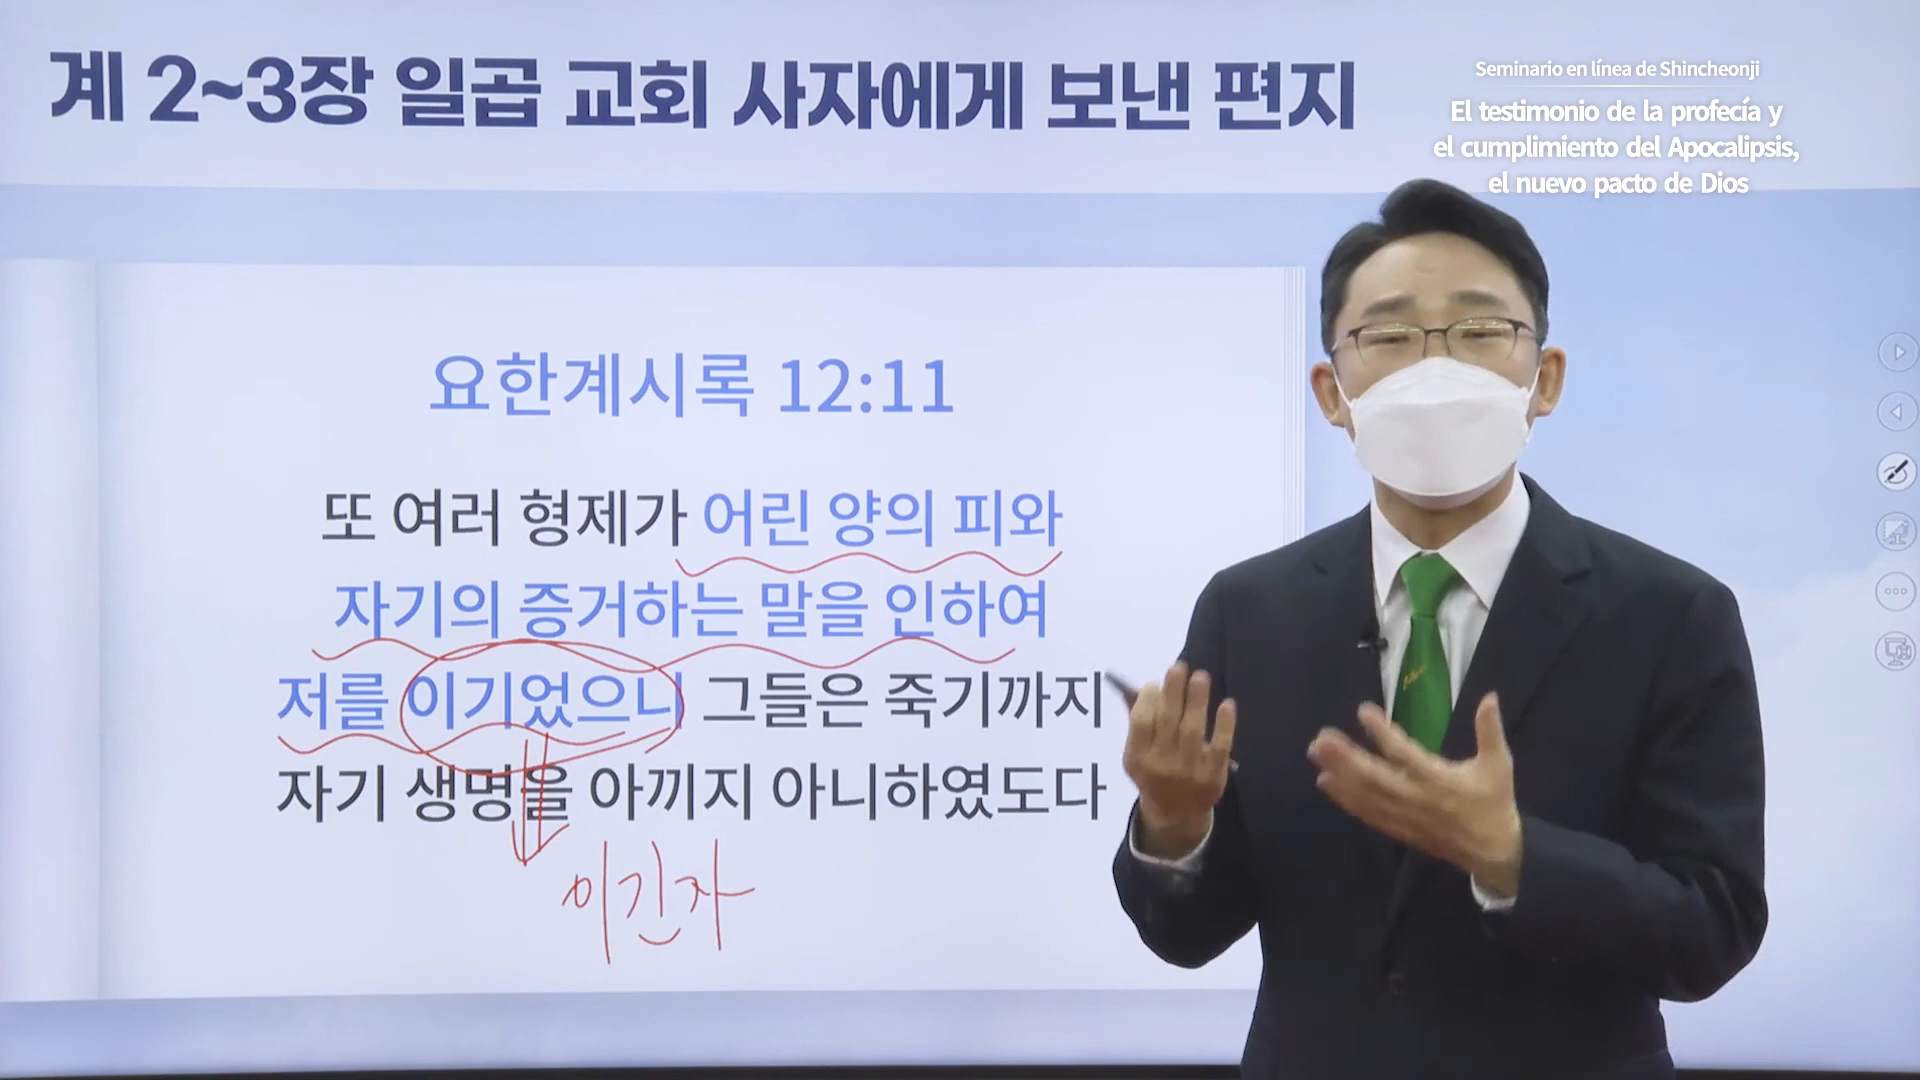 계 2~3장 일곱 교회 사자에게 보낸 편지
Seminario en línea de Shincheonji
El testimonio de la profecía y
el cumplimiento del Apocalipsis,
el nuevo pacto de Dios
요한계시록 12:11
또 여러 형제가 어린 양의 피와
자기의 증거하는 말을 인하여
저를 이기었으니 그들은 죽기까지
자기 생명을 아끼지 아니하였도다
이긴자